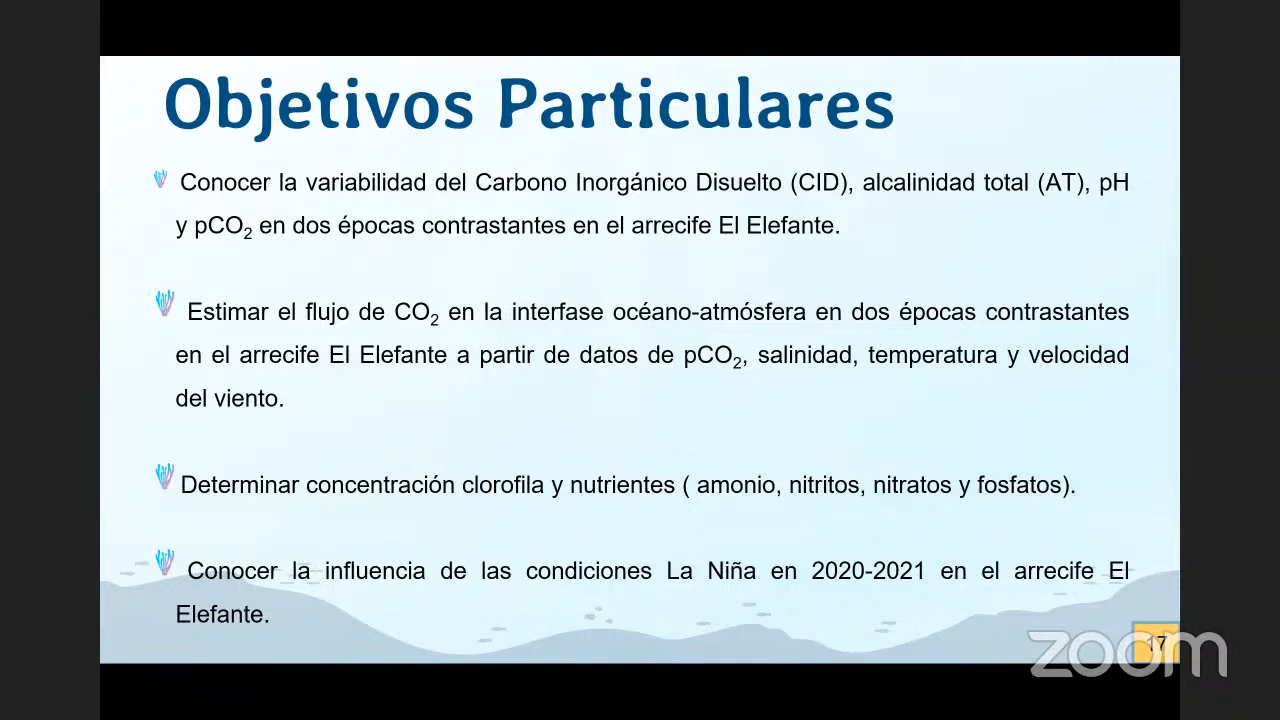 Objetivos Particulares
Conocer la variabilidad del Carbono Inorgánico Disuelto (CID), alcalinidad total (AT), pH
y pCO₂ en dos épocas contrastantes en el arrecife El Elefante.
Estimar el flujo de CO₂ en la interfase océano-atmósfera en dos épocas contrastantes
en el arrecife El Elefante a partir de datos de pCO₂, salinidad, temperatura y velocidad
del viento.
Determinar concentración clorofila y nutrientes ( amonio, nitritos, nitratos y fosfatos).
Conocer la influencia de las condiciones La Niña en 2020-2021 en el arrecife El
Elefante.
17
zoom